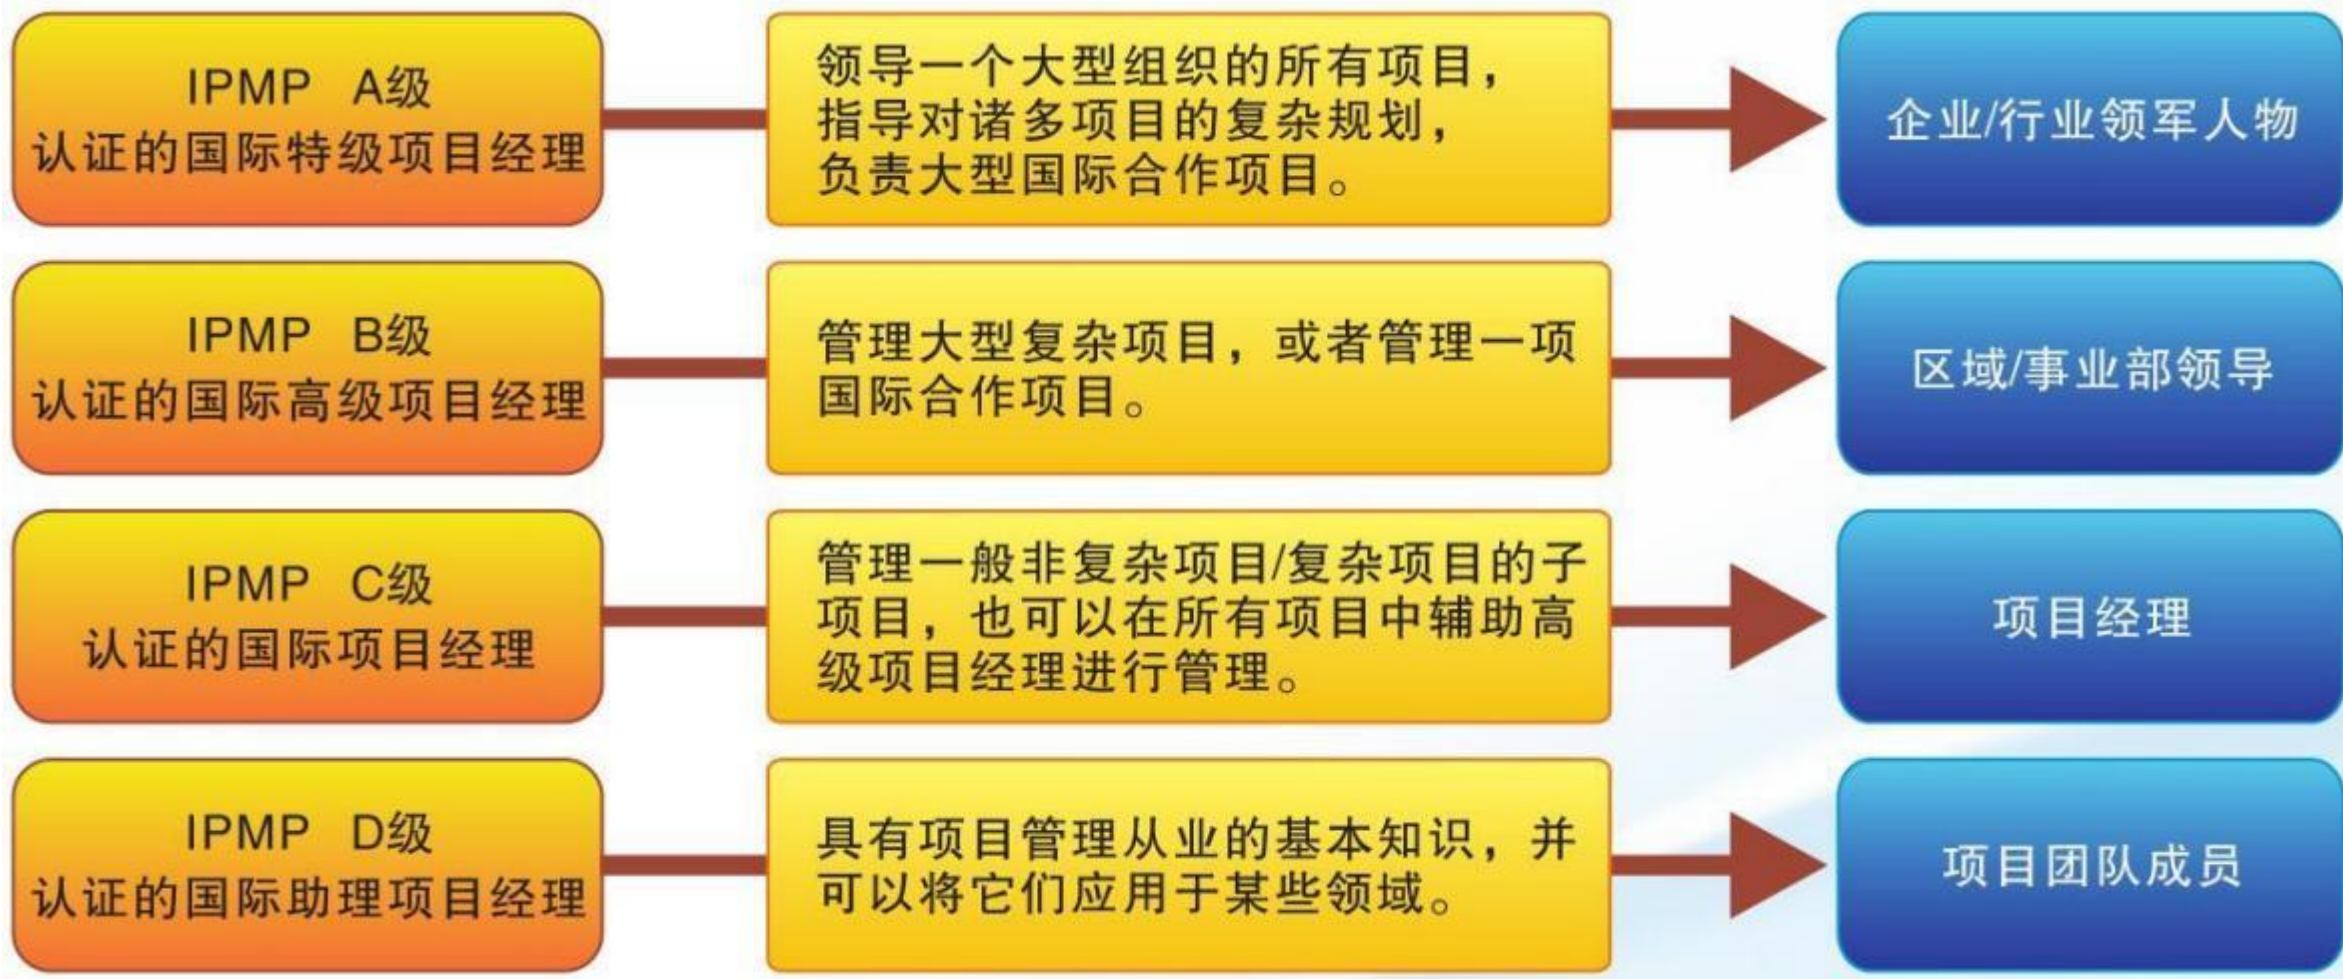 IPMP A级
认证的国际特级项目经理
领导一个大型组织的所有项目，
指导对诸多项目的复杂规划，
负责大型国际合作项目。
企业/行业领军人物
IPMP B级
认证的国际高级项目经理
管理大型复杂项目，或者管理一项
国际合作项目。
区域/事业部领导
IPMP C级
认证的国际项目经理
管理一般非复杂项目/复杂项目的子
项目，也可以在所有项目中辅助高
级项目经理进行管理。
项目经理
IPMP D级
认证的国际助理项目经理
具有项目管理从业的基本知识，并
可以将它们应用于某些领域。
项目团队成员